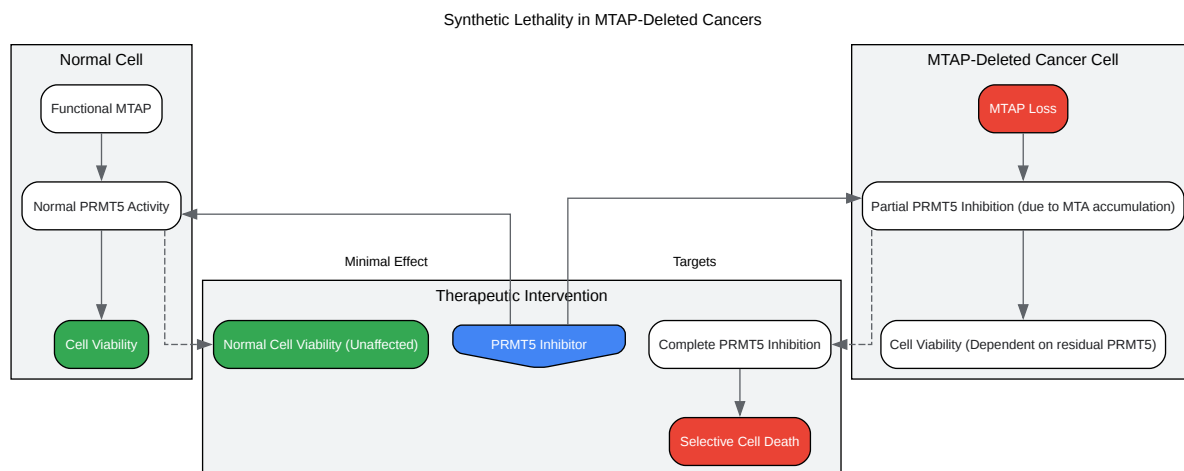 Synthetic Lethality in MTAP-Deleted Cancers
Normal Cell
MTAP-Deleted Cancer Cell
Functional MTAP
MTAP Loss
Normal PRMT5 Activity
Partial PRMT5 Inhibition (due to MTA accumulation)
Minimal Effect
Targets
Therapeutic Intervention
Cell Viability
Normal Cell Viability (Unaffected)
PRMT5 Inhibitor
Complete PRMT5 Inhibition
Cell Viability (Dependent on residual PRMT5)
Selective Cell Death